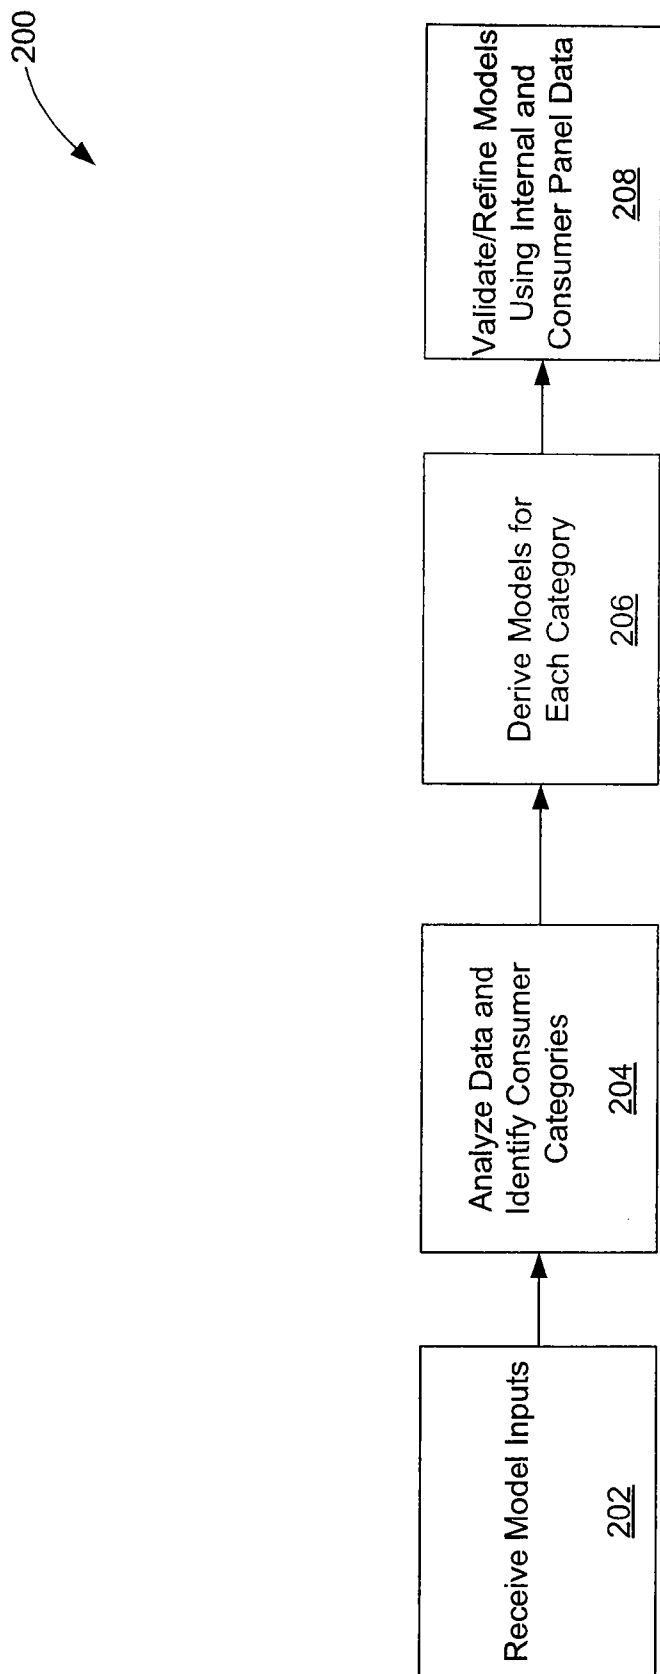 200
Receive Model Inputs
202
Analyze Data and
Identify Consumer
Categories
204
Derive Models for
Each Category
206
Validate/Refine Models
Using Internal and
Consumer Panel Data
208